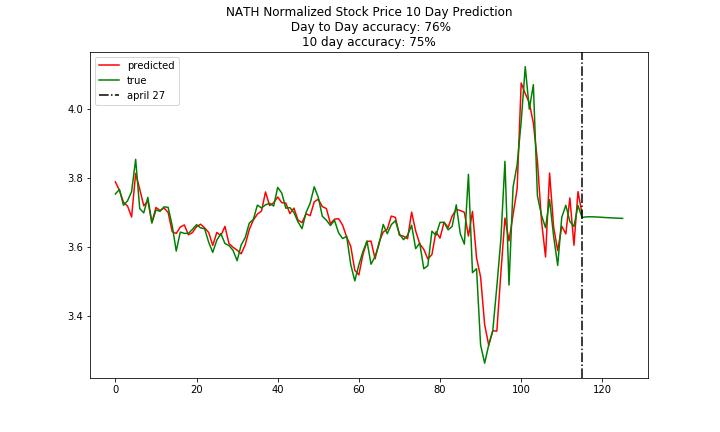 NATH Normalized Stock Price 10 Day Prediction
Day to Day accuracy: 76%
10 day accuracy: 75%
predicted
true
april 27
4.0
3.8
3.6
3.4
0 20 40 60 80 100 120